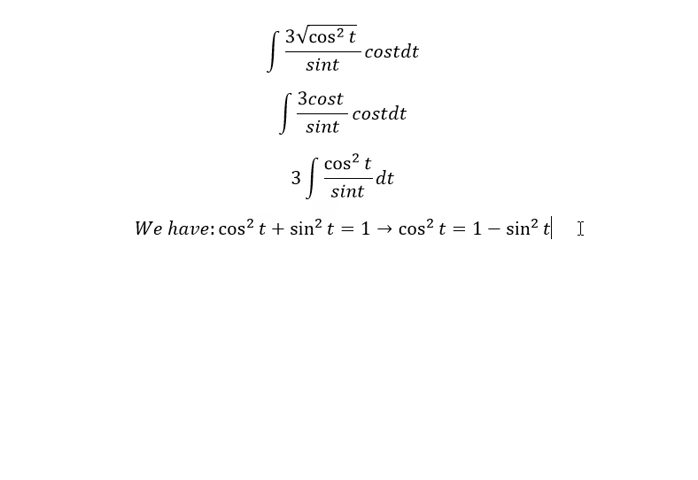 ∫ 3√cos² t / sint costdt
∫ 3cost / sint costdt
3 ∫ cos² t / sint dt
We have: cos² t + sin² t = 1 → cos² t = 1 − sin² t